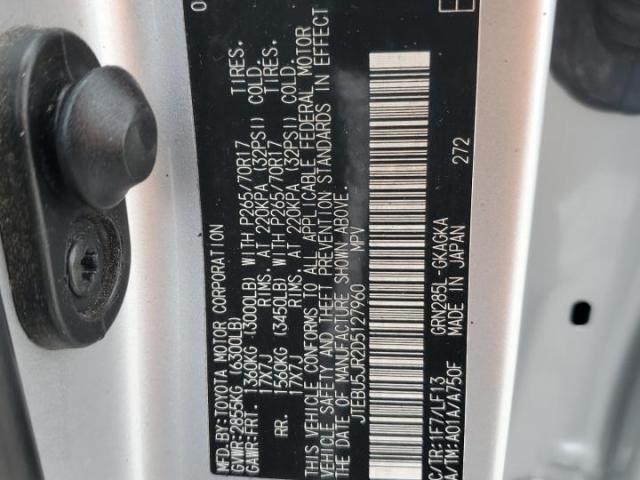 MFD.BY:TOYOTA MOTOR CORPORATION
GVWR:2855KG (6300LB)
GAWR:FRT. 1360KG (3000LB) WITH P265/70R17 TIRES.
17X7J RIMS. AT 220KPA (32PSI) COLD.
RR. 1560KG (3450LB) WITH P265/70R17 TIRES.
17X7J RIMS. AT 220KPA (32PSI) COLD.
THIS VEHICLE CONFORMS TO ALL APPLICABLE FEDERAL MOTOR
VEHICLE SAFETY AND THEFT PREVENTION STANDARDS IN EFFECT
ON THE DATE OF MANUFACTURE SHOWN ABOVE.
JTEBU5JR2D5127960 MPV
C/TR:1F7/LF13 GRN285L-GKAGKA 272
A/TM:A01A/A750F MADE IN JAPAN